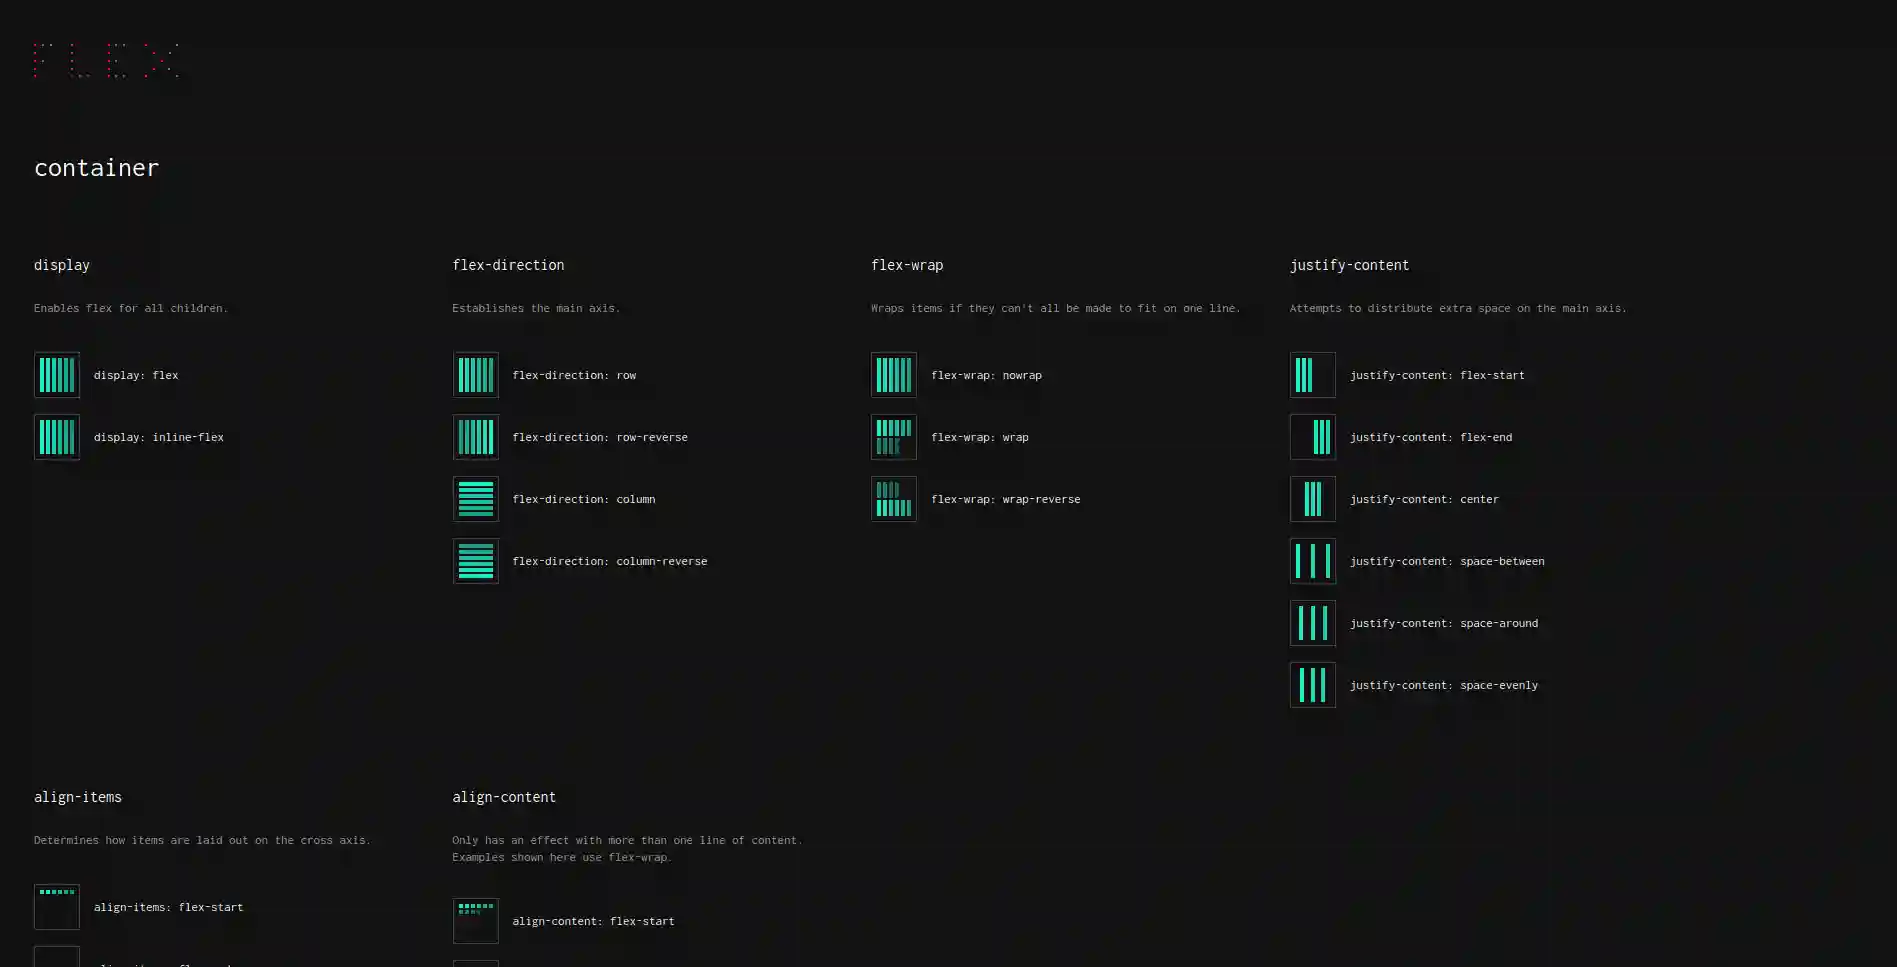 FLEX
container
display
Enables flex for all children.
display: flex
display: inline-flex
flex-direction
Establishes the main axis.
flex-direction: row
flex-direction: row-reverse
flex-direction: column
flex-direction: column-reverse
flex-wrap
Wraps items if they can't all be made to fit on one line.
flex-wrap: nowrap
flex-wrap: wrap
flex-wrap: wrap-reverse
justify-content
Attempts to distribute extra space on the main axis.
justify-content: flex-start
justify-content: flex-end
justify-content: center
justify-content: space-between
justify-content: space-around
justify-content: space-evenly
align-items
Determines how items are laid out on the cross axis.
align-items: flex-start
align-content
Only has an effect with more than one line of content.
Examples shown here use flex-wrap.
align-content: flex-start